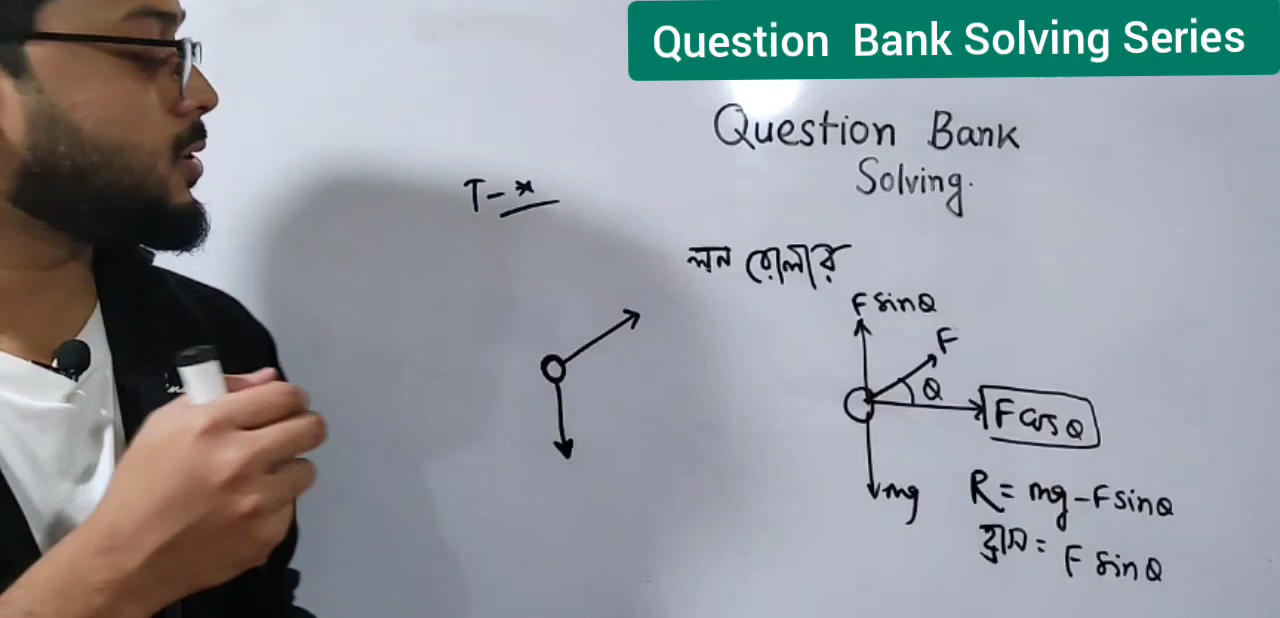 Question Bank Solving Series
Question Bank
Solving.
T-*
লন রোলার
F sinθ
F
θ
F cosθ
mg
R = mg - F sinθ
হ্রাস = F sinθ